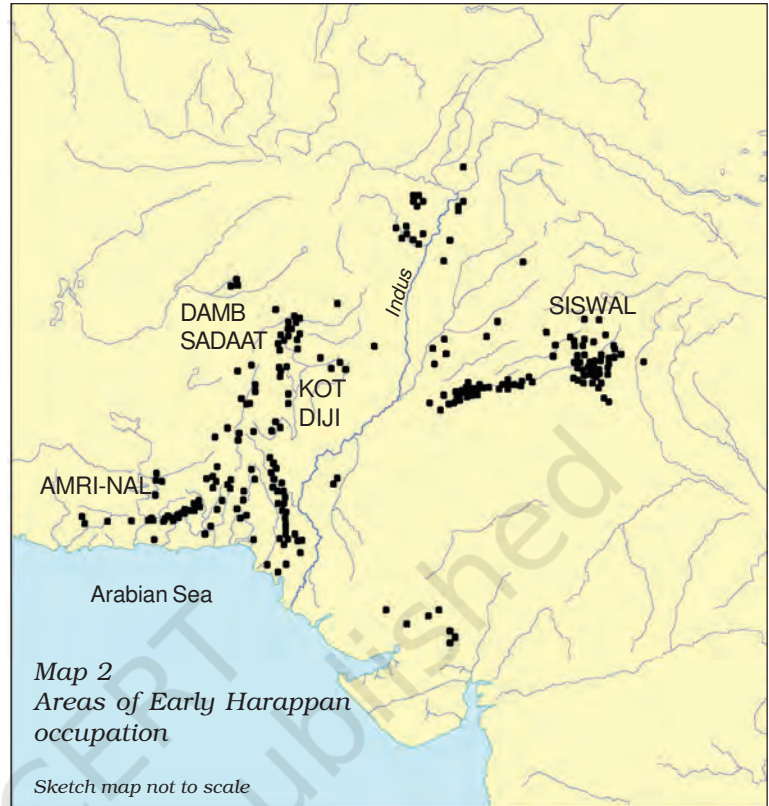 Indus
DAMB
SADAAT
SISWAL
KOT
DIJI
AMRI-NAL
Arabian Sea
Map 2
Areas of Early Harappan
occupation
Sketch map not to scale